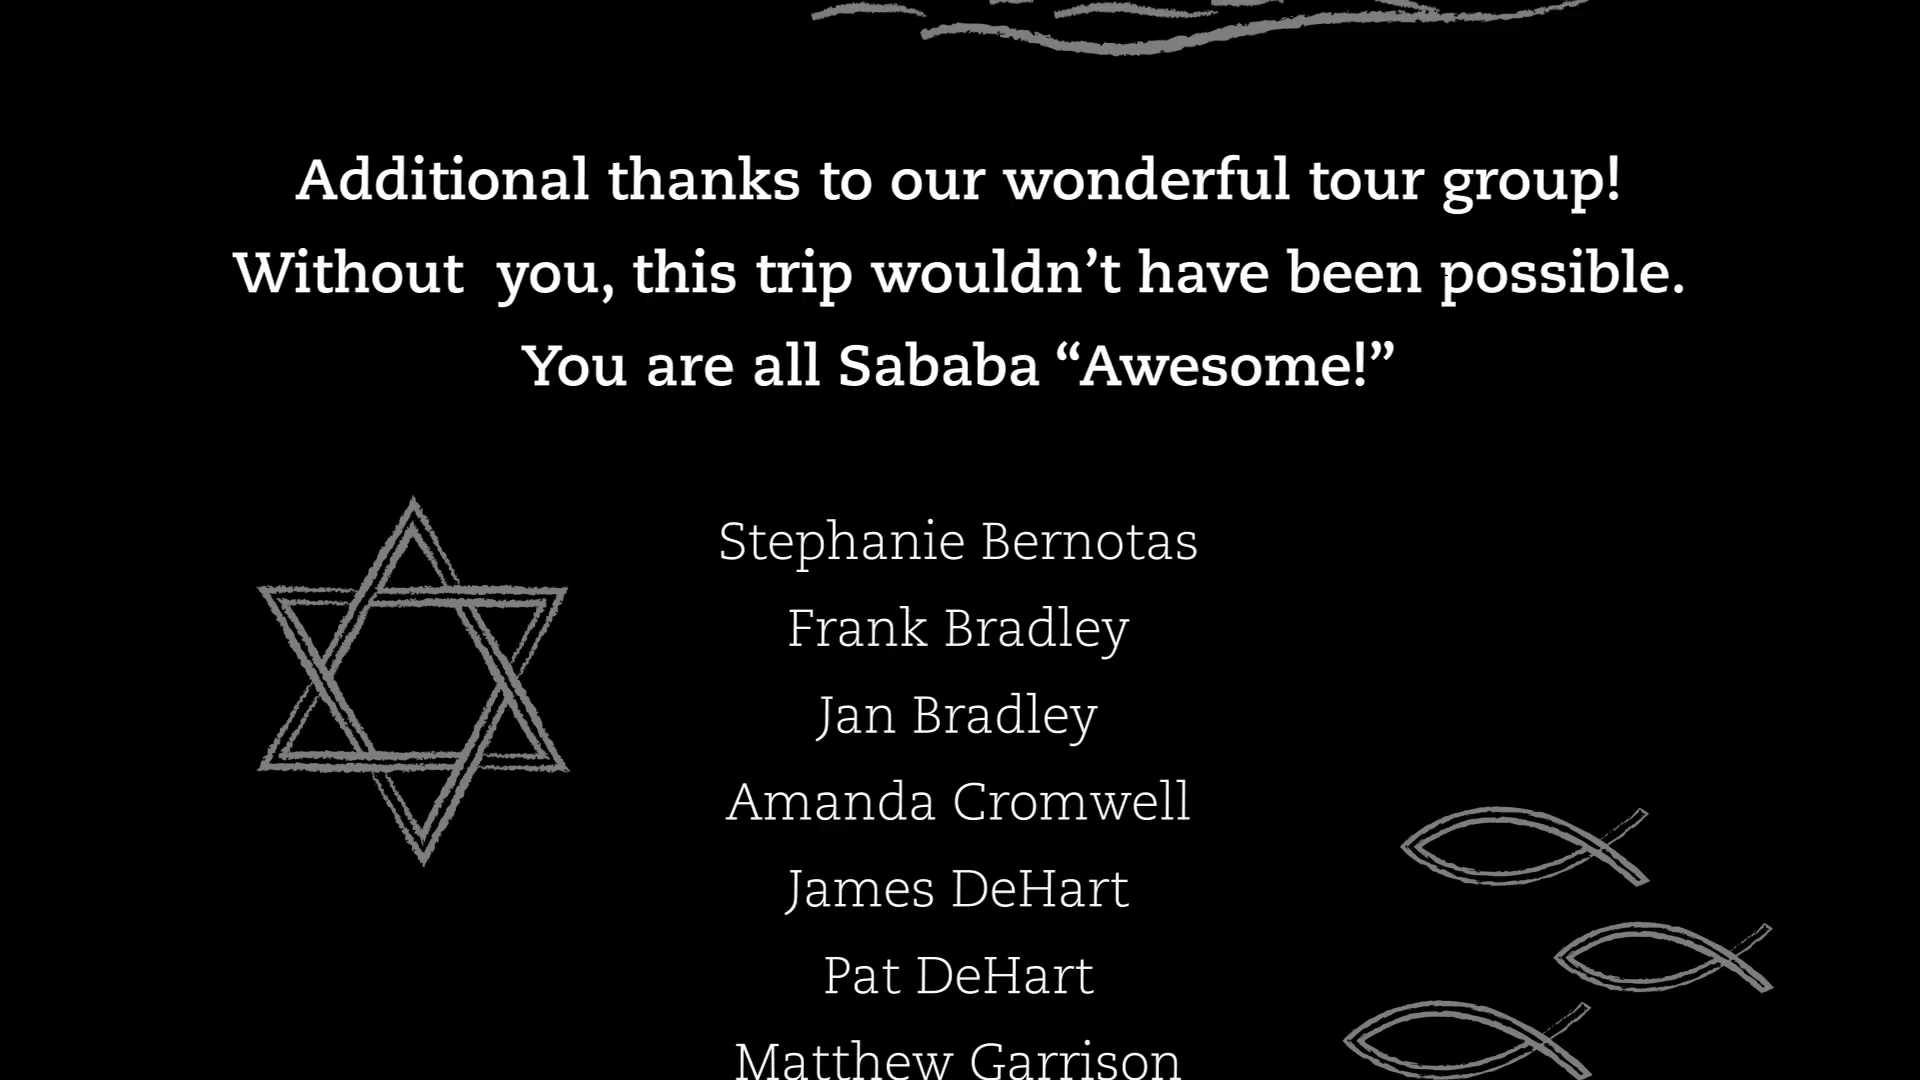 Additional thanks to our wonderful tour group!
Without  you, this trip wouldn’t have been possible.
You are all Sababa “Awesome!”
Stephanie Bernotas
Frank Bradley
Jan Bradley
Amanda Cromwell
James DeHart
Pat DeHart
Matthew Garrison